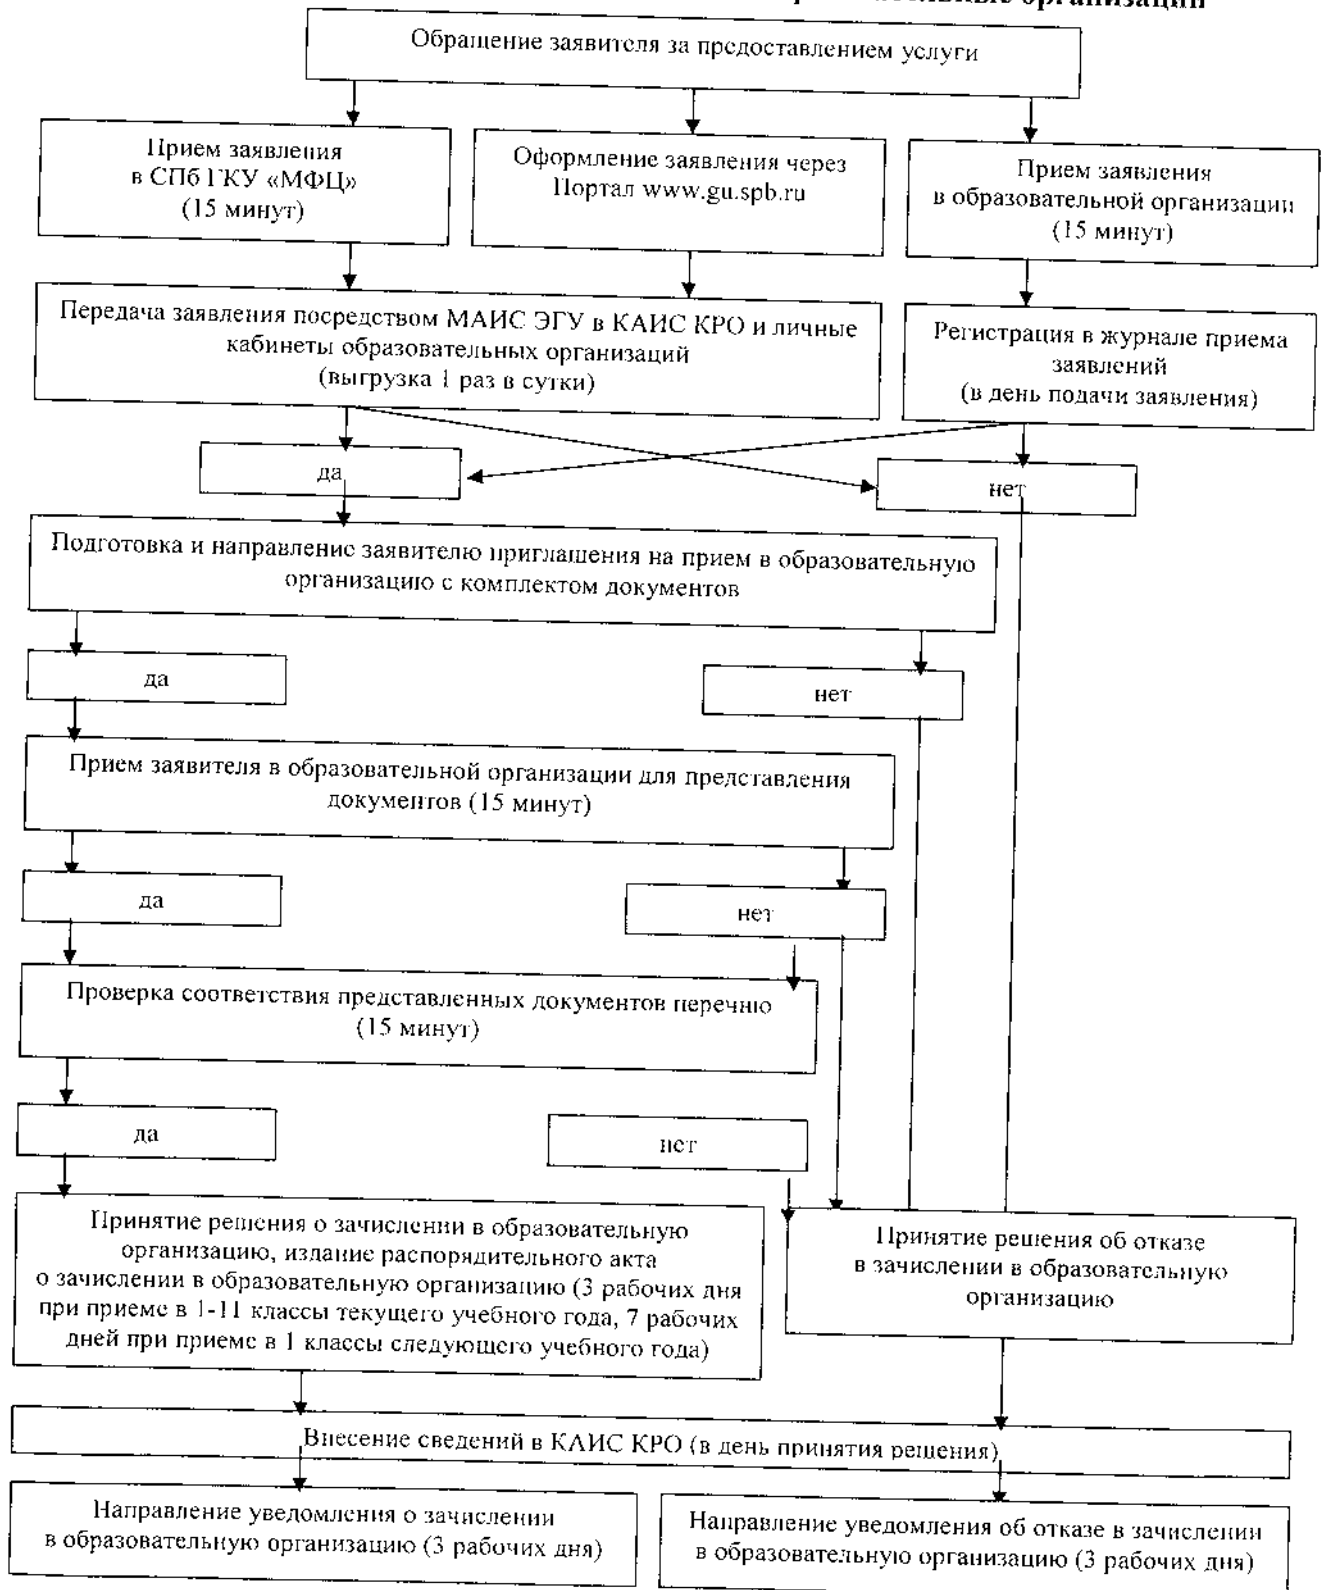 организации
Обращение заявителя за предоставлением услуги
Прием заявления
в СПб ГКУ «МФЦ»
(15 минут)
Оформление заявления через
Портал www.gu.spb.ru
Прием заявления
в образовательной организации
(15 минут)
Передача заявления посредством МАИС ЭГУ в КАИС КРО и личные
кабинеты образовательных организаций
(выгрузка 1 раз в сутки)
Регистрация в журнале приема
заявлений
(в день подачи заявления)
да
нет
Подготовка и направление заявителю приглашения на прием в образовательную
организацию с комплектом документов
да
нет
Прием заявителя в образовательной организации для представления
документов (15 минут)
да
нет
Проверка соответствия представленных документов перечню
(15 минут)
да
нет
Принятие решения о зачислении в образовательную
организацию, издание распорядительного акта
о зачислении в образовательную организацию (3 рабочих дня
при приеме в 1-11 классы текущего учебного года, 7 рабочих
дней при приеме в 1 классы следующего учебного года)
Принятие решения об отказе
в зачислении в образовательную
организацию
Внесение сведений в КАИС КРО (в день принятия решения)
Направление уведомления о зачислении
в образовательную организацию (3 рабочих дня)
Направление уведомления об отказе в зачислении
в образовательную организацию (3 рабочих дня)